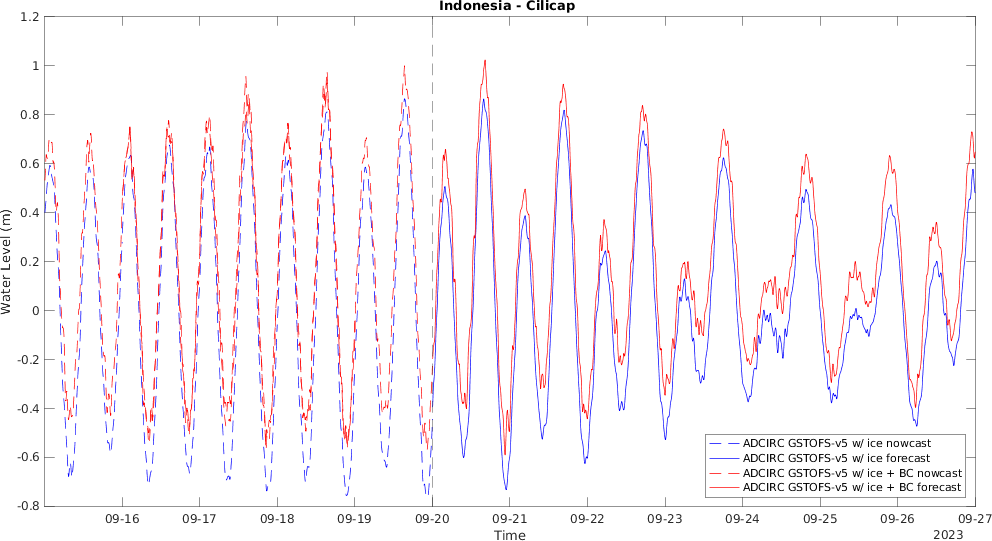 Indonesia - Cilicap
Water Level (m)
1.2
1
0.8
0.6
0.4
0.2
0
-0.2
-0.4
-0.6
-0.8
ADCIRC GSTOFS-v5 w/ ice nowcast
ADCIRC GSTOFS-v5 w/ ice forecast
ADCIRC GSTOFS-v5 w/ ice + BC nowcast
ADCIRC GSTOFS-v5 w/ ice + BC forecast
09-16 09-17 09-18 09-19 09-20 09-21 09-22 09-23 09-24 09-25 09-26 09-27
Time
2023